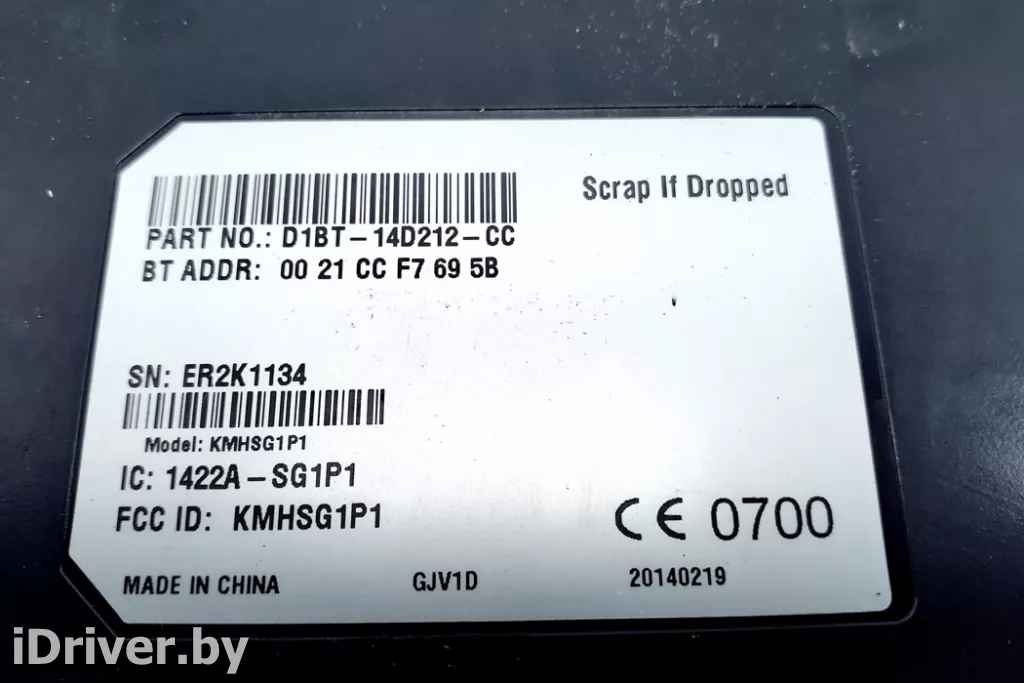 Scrap If Dropped
PART NO.: D1BT-14D212-CC
BT ADDR: 00 21 CC F7 69 5B
SN: ER2K1134
Model: KMHSG1P1
IC: 1422A-SG1P1
FCC ID: KMHSG1P1
CE 0700
MADE IN CHINA GJV1D 20140219
iDriver.by